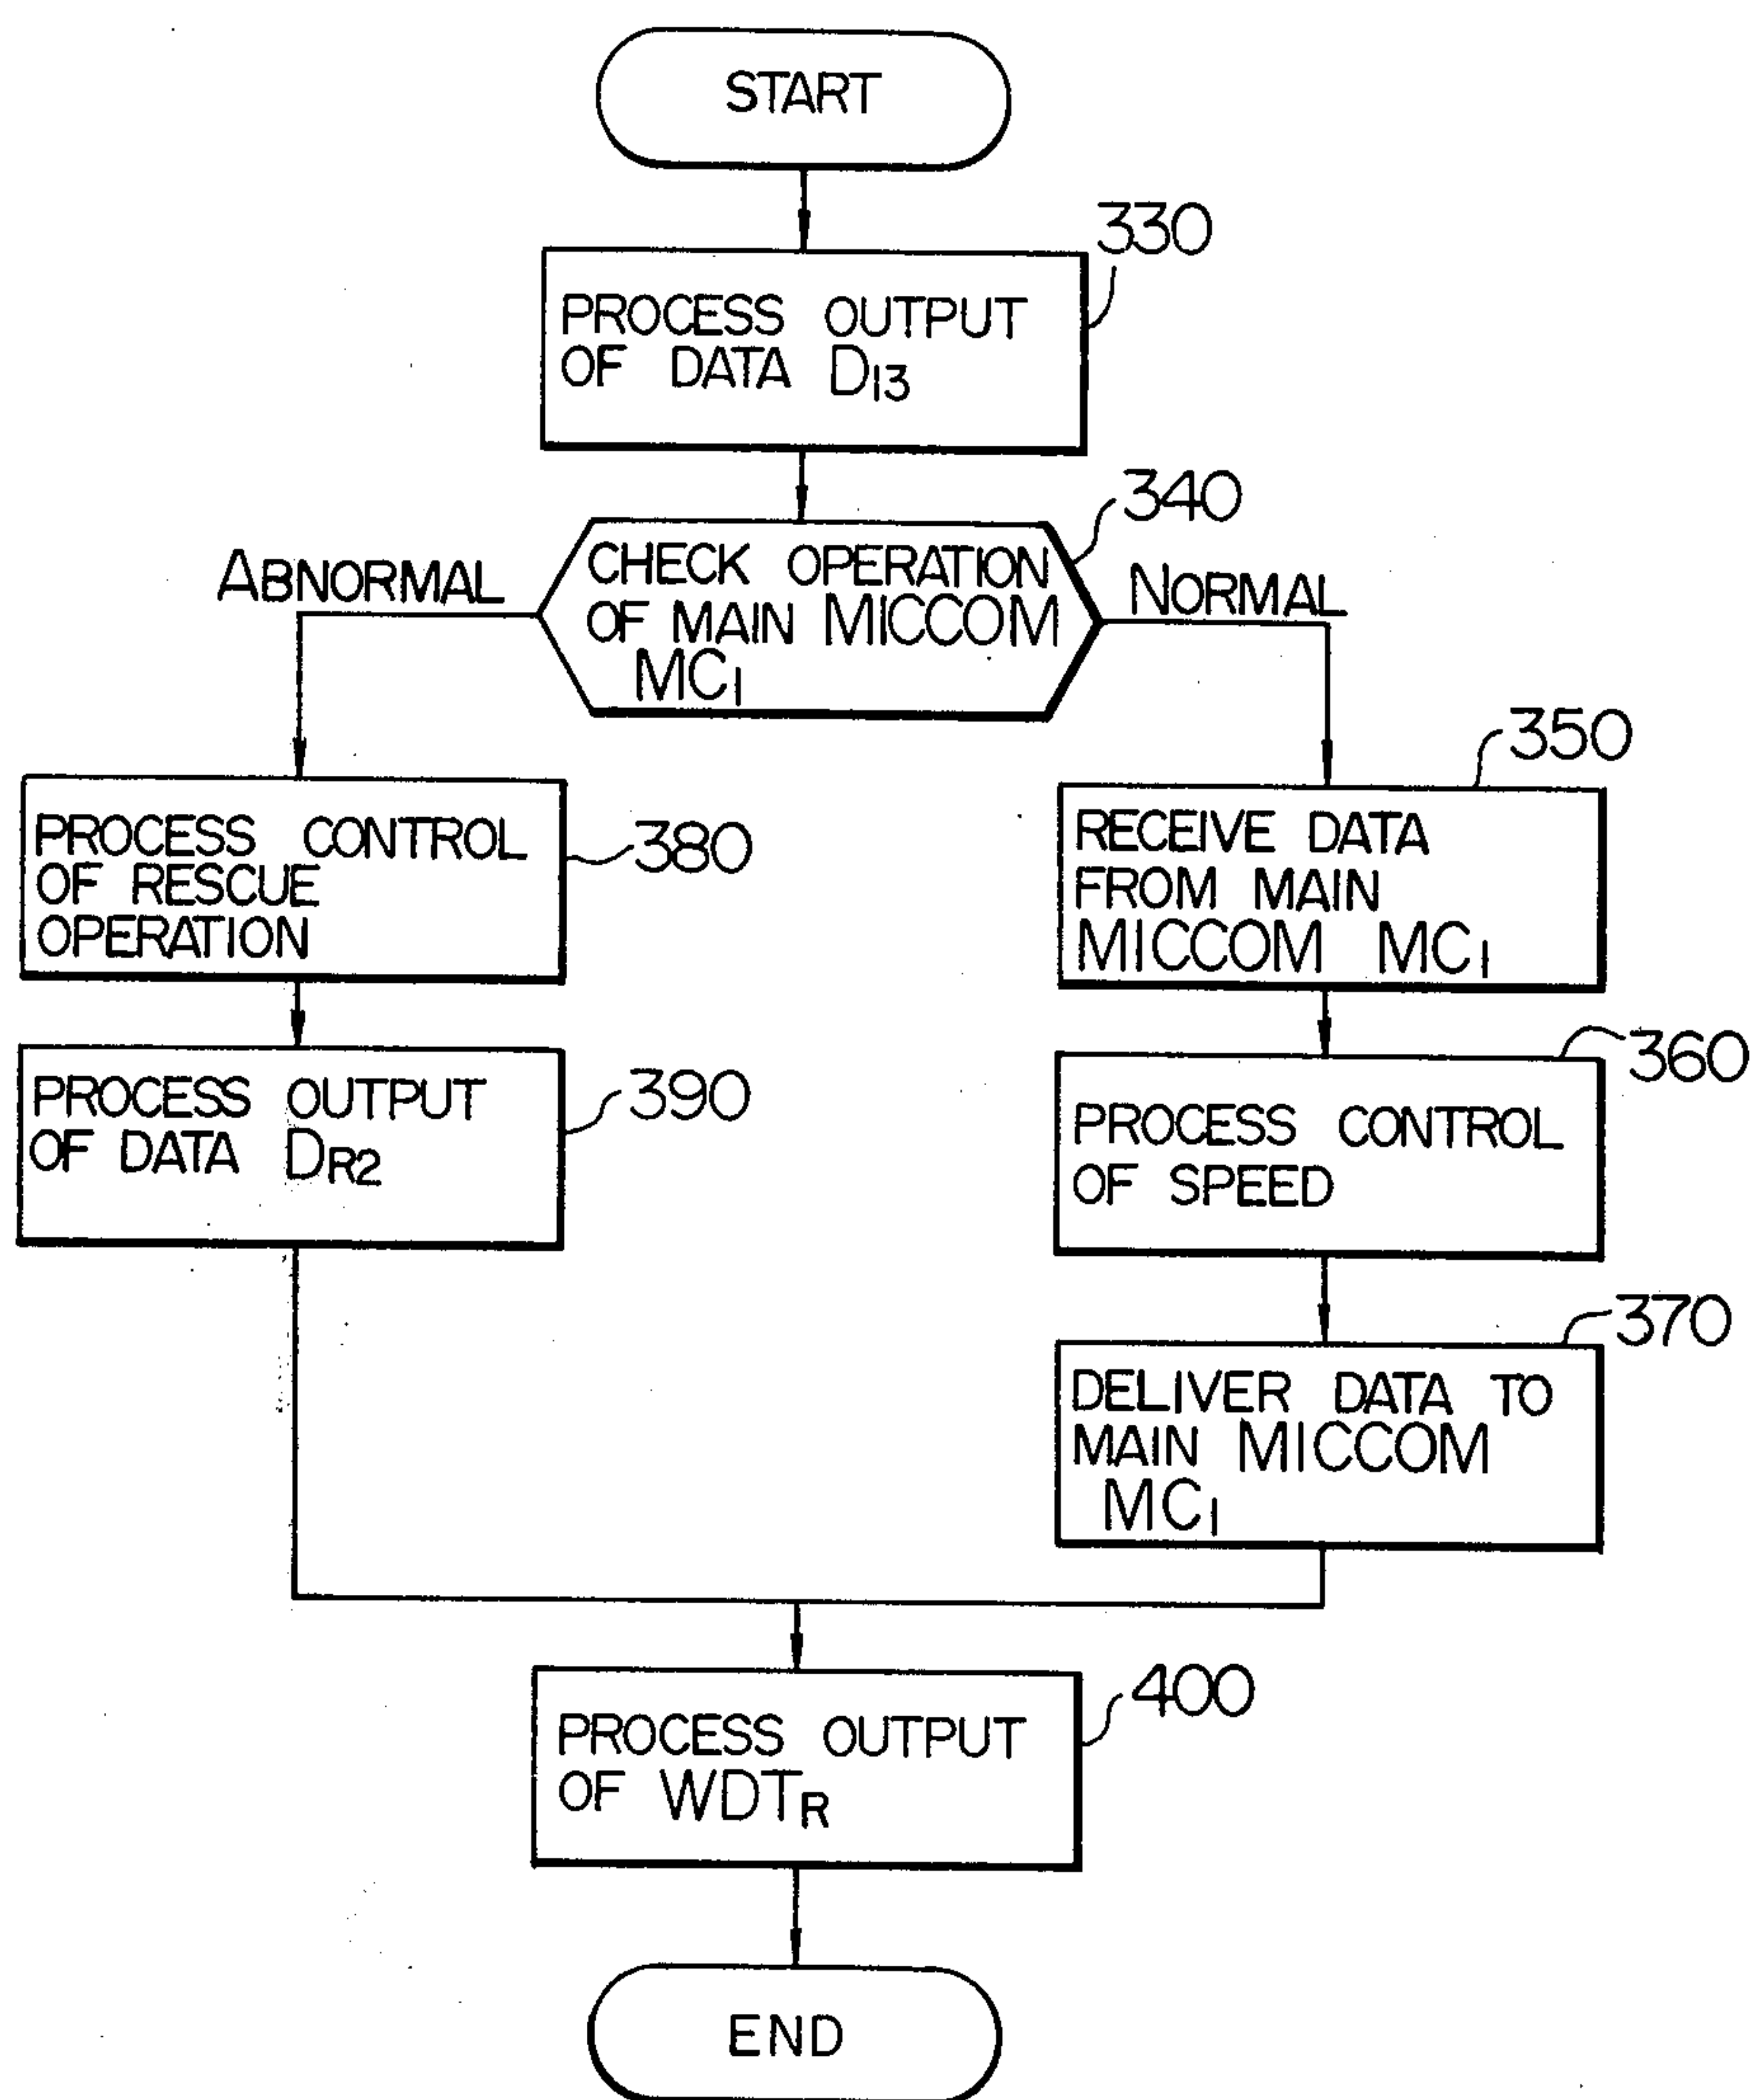 START
330
PROCESS OUTPUT
OF DATA D₁₃
340
ABNORMAL
CHECK OPERATION
OF MAIN MICCOM
MC₁
NORMAL
350
PROCESS CONTROL
OF RESCUE
OPERATION
380
RECEIVE DATA
FROM MAIN
MICCOM MC₁
360
PROCESS OUTPUT
OF DATA D_R2
390
PROCESS CONTROL
OF SPEED
370
DELIVER DATA TO
MAIN MICCOM
MC₁
400
PROCESS OUTPUT
OF WDT_R
END